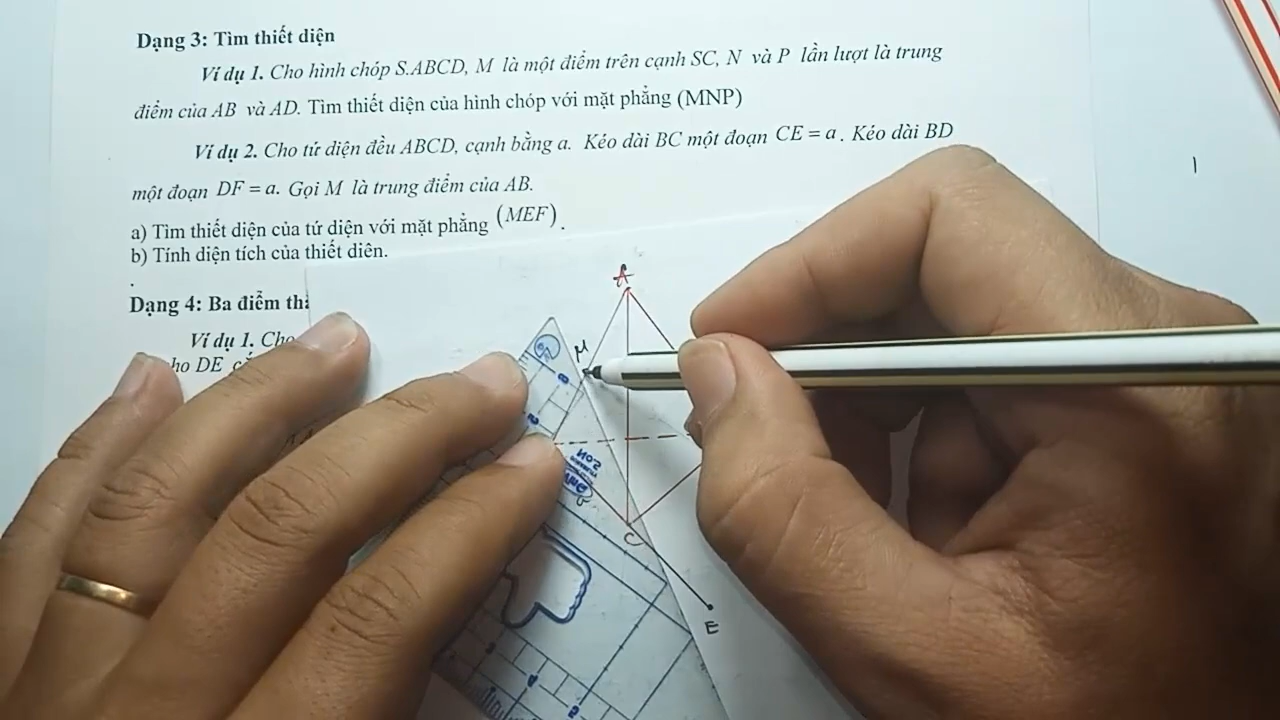 Dạng 3: Tìm thiết diện
Ví dụ 1. Cho hình chóp S.ABCD, M là một điểm trên cạnh SC, N và P lần lượt là trung
điểm của AB và AD. Tìm thiết diện của hình chóp với mặt phẳng (MNP)
Ví dụ 2. Cho tứ diện đều ABCD, cạnh bằng a. Kéo dài BC một đoạn CE = a. Kéo dài BD
một đoạn DF = a. Gọi M là trung điểm của AB.
a) Tìm thiết diện của tứ diện với mặt phẳng (MEF).
b) Tính diện tích của thiết diên.
Dạng 4: Ba điểm
Ví dụ 1. Cho
DE
A
M
No2
C
E